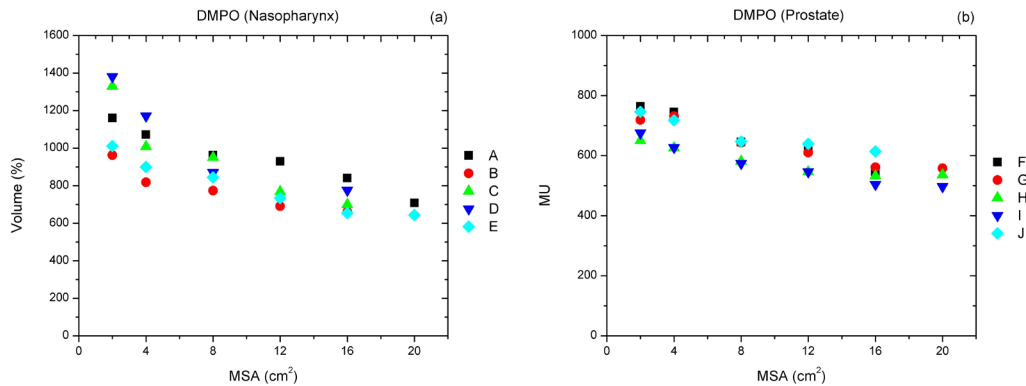 DMPO (Nasopharynx)
(a)
1600
1400
1200
1000
800
600
400
200
0
Volume (%)
0
4
8
12
16
20
MSA (cm²)
A
B
C
D
E
DMPO (Prostate)
(b)
1000
800
600
400
200
0
MU
0
4
8
12
16
20
MSA (cm²)
F
G
H
I
J